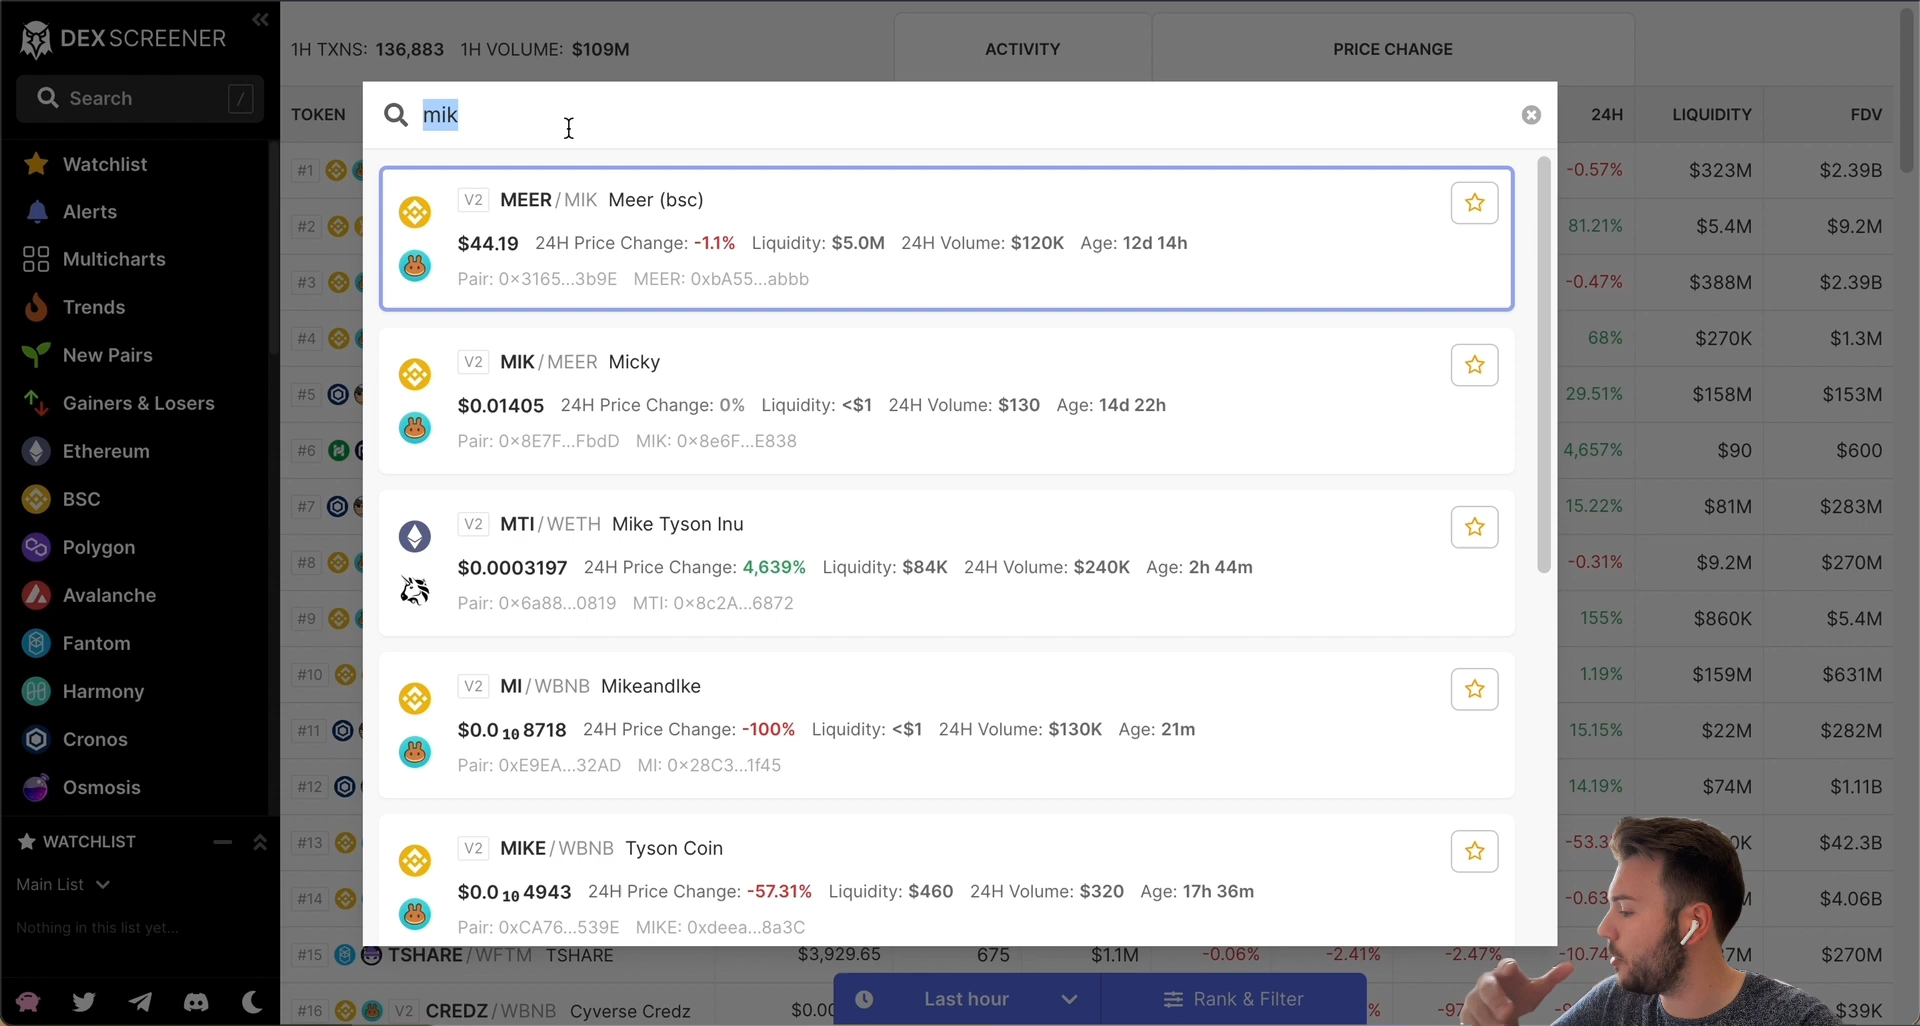 DEX SCREENER
Search /
Watchlist
Alerts
Multicharts
Trends
New Pairs
Gainers & Losers
Ethereum
BSC
Polygon
Avalanche
Fantom
Harmony
Cronos
Osmosis
WATCHLIST
Main List
Nothing in this list yet...
1H TXNS: 136,883 1H VOLUME: $109M
ACTIVITY
PRICE CHANGE
TOKEN
24H LIQUIDITY FDV
mik
V2 MEER/MIK Meer (bsc)
$44.19 24H Price Change: -1.1% Liquidity: $5.0M 24H Volume: $120K Age: 12d 14h
Pair: 0×3165...3b9E MEER: 0xbA55...abbb
V2 MIK/MEER Micky
$0.01405 24H Price Change: 0% Liquidity: <$1 24H Volume: $130 Age: 14d 22h
Pair: 0×8E7F...FbdD MIK: 0×8e6F...E838
V2 MTI/WETH Mike Tyson Inu
$0.0003197 24H Price Change: 4,639% Liquidity: $84K 24H Volume: $240K Age: 2h 44m
Pair: 0×6a88...0819 MTI: 0×8c2A...6872
V2 MI/WBNB MikeandIke
$0.0 10 8718 24H Price Change: -100% Liquidity: <$1 24H Volume: $130K Age: 21m
Pair: 0xE9EA...32AD MI: 0×28C3...1f45
V2 MIKE/WBNB Tyson Coin
$0.0 10 4943 24H Price Change: -57.31% Liquidity: $460 24H Volume: $320 Age: 17h 36m
Pair: 0xCA76...539E MIKE: 0xdeea...8a3C
#1 -0.57% $323M $2.39B
#2 81.21% $5.4M $9.2M
#3 -0.47% $388M $2.39B
#4 68% $270K $1.3M
#5 29.51% $158M $153M
#6 4,657% $90 $600
#7 15.22% $81M $283M
#8 -0.31% $9.2M $270M
#9 155% $860K $5.4M
#10 1.19% $159M $631M
#11 15.15% $22M $282M
#12 14.19% $74M $1.11B
#13 -53.3 0K $42.3B
#14 -0.63 $4.06B
#15 TSHARE/WFTM TSHARE $3,929.65 675 $1.1M -0.06% -2.41% -2.47% -10.74 7M $270M
#16 V2 CREDZ/WBNB Cyverse Credz $0.00 % -97 $39K
Last hour
Rank & Filter